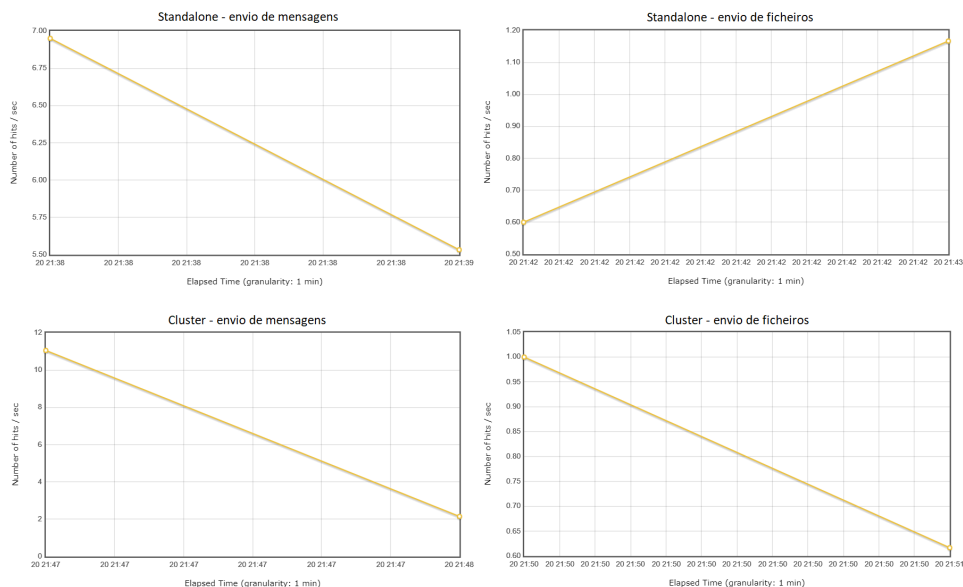 Standalone - envio de mensagens
7.00
6.75
6.50
6.25
6.00
5.75
5.50
Number of hits / sec
20 21:38 20 21:38 20 21:38 20 21:38 20 21:38 20 21:38 20 21:39
Elapsed Time (granularity: 1 min)
Standalone - envio de ficheiros
1.20
1.10
1.00
0.90
0.80
0.70
0.60
0.50
Number of hits / sec
20 21:42 20 21:42 20 21:42 20 21:42 20 21:42 20 21:42 20 21:42 20 21:42 20 21:42 20 21:42 20 21:42 20 21:42 20 21:43
Elapsed Time (granularity: 1 min)
Cluster - envio de mensagens
12
10
8
6
4
2
0
Number of hits / sec
20 21:47 20 21:47 20 21:47 20 21:47 20 21:47 20 21:47 20 21:48
Elapsed Time (granularity: 1 min)
Cluster - envio de ficheiros
1.05
1.00
0.95
0.90
0.85
0.80
0.75
0.70
0.65
0.60
Number of hits / sec
20 21:50 20 21:50 20 21:50 20 21:50 20 21:50 20 21:50 20 21:50 20 21:50 20 21:50 20 21:50 20 21:50 20 21:50 20 21:51
Elapsed Time (granularity: 1 min)